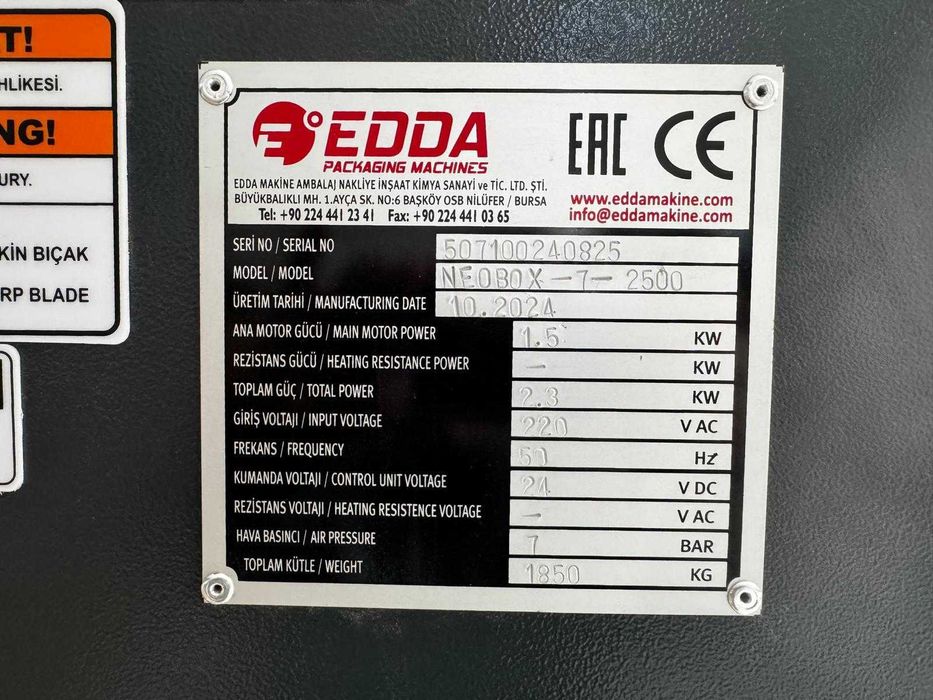 T!
HLİKESİ.
NG!
URY.
KİN BIÇAK
RP BLADE
EDDA
PACKAGING MACHINES
EAC CE
EDDA MAKİNE AMBALAJ NAKLİYE İNŞAAT KİMYA SANAYİ ve TİC. LTD. ŞTİ.
BÜYÜKBALIKLI MH. 1.AYÇA SK. NO:6 BAŞKÖY OSB NİLÜFER / BURSA
Tel: +90 224 441 23 41 Fax: +90 224 441 03 65
www.eddamakine.com
info@eddamakine.com
SERİ NO / SERIAL NO 507100240825
MODEL / MODEL NEOBOX-7-2500
ÜRETİM TARİHİ / MANUFACTURING DATE 10.2024
ANA MOTOR GÜCÜ / MAIN MOTOR POWER 1.5 KW
REZİSTANS GÜCÜ / HEATING RESISTANCE POWER - KW
TOPLAM GÜÇ / TOTAL POWER 2.3 KW
GİRİŞ VOLTAJI / INPUT VOLTAGE 220 V AC
FREKANS / FREQUENCY 50 Hz
KUMANDA VOLTAJI / CONTROL UNIT VOLTAGE 24 V DC
REZİSTANS VOLTAJI / HEATING RESISTENCE VOLTAGE - V AC
HAVA BASINCI / AIR PRESSURE 7 BAR
TOPLAM KÜTLE / WEIGHT 1850 KG